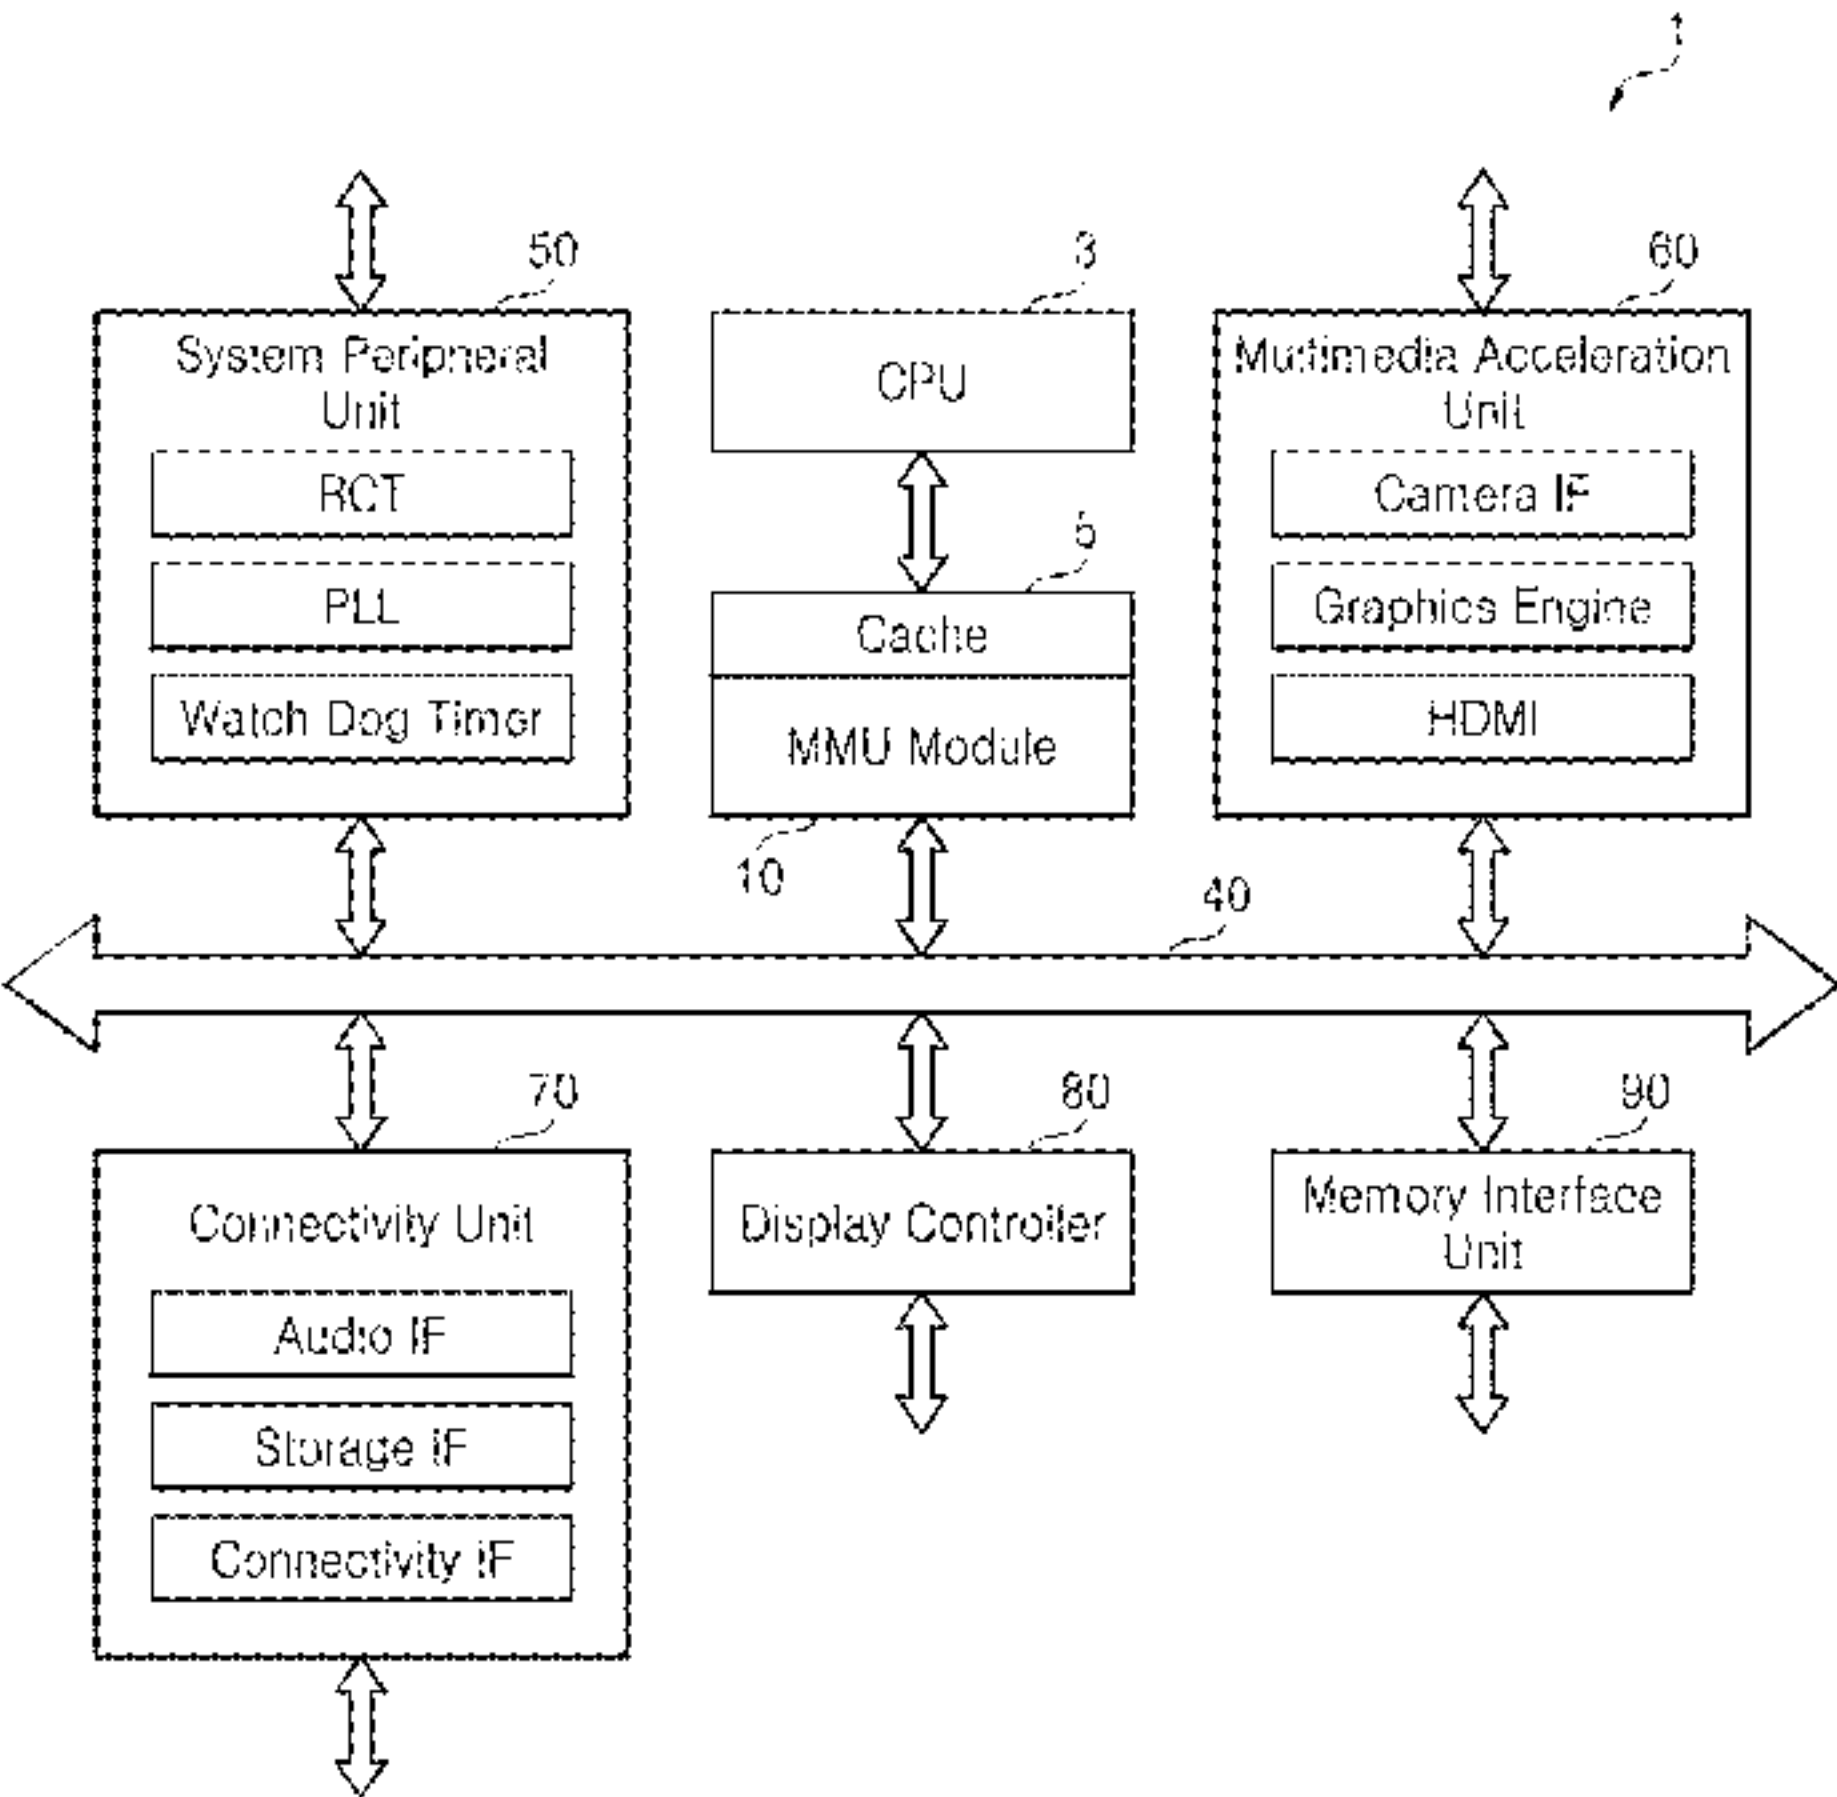 1
50
3
60
System Peripheral
Unit
RCT
PLL
Watch Dog Timer
CPU
5
Cache
MMU Module
10
Multimedia Acceleration
Unit
Camera IF
Graphics Engine
HDMI
40
70
80
90
Connectivity Unit
Audio IF
Storage IF
Connectivity IF
Display Controller
Memory Interface
Unit